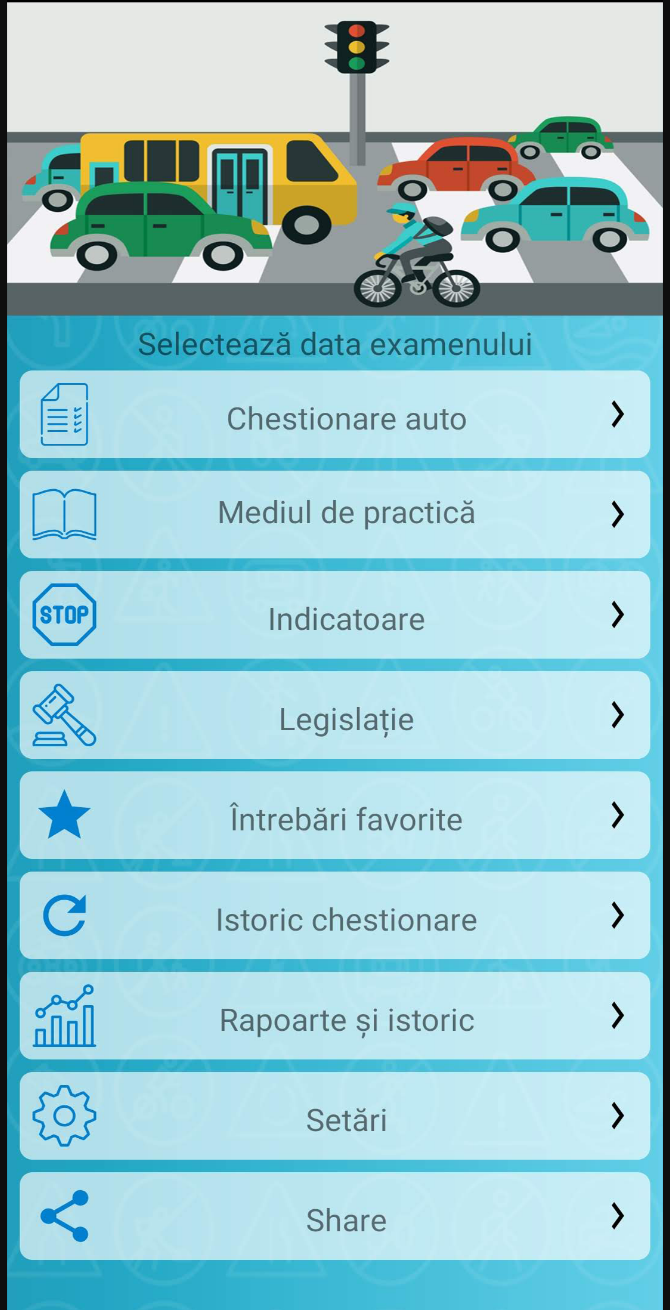 Selectează data examenului
Chestionare auto
Mediul de practică
STOP
Indicatoare
Legislație
Întrebări favorite
Istoric chestionare
Rapoarte și istoric
Setări
Share